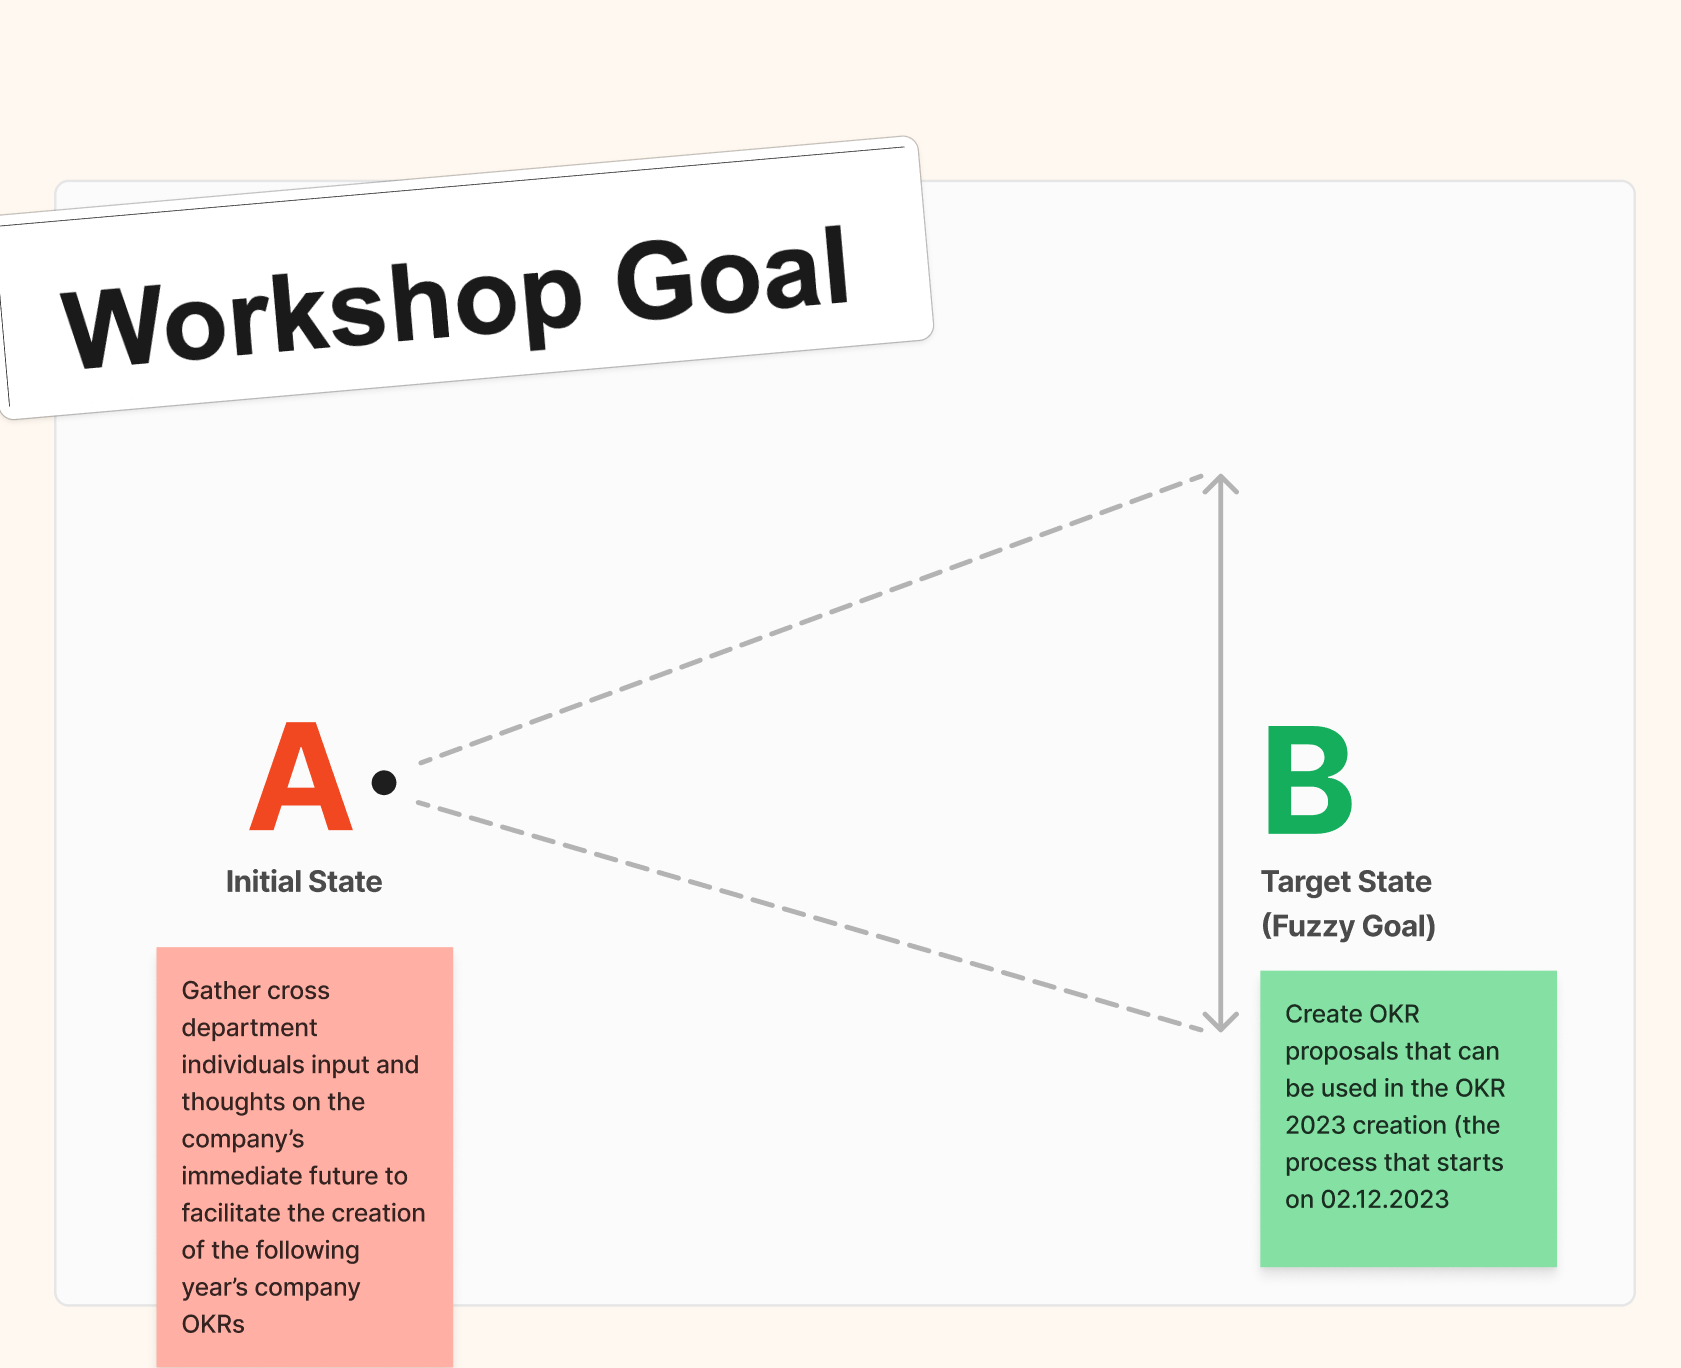 Workshop Goal
A
Initial State
Gather cross
department
individuals input and
thoughts on the
company’s
immediate future to
facilitate the creation
of the following
year’s company
OKRs
B
Target State
(Fuzzy Goal)
Create OKR
proposals that can
be used in the OKR
2023 creation (the
process that starts
on 02.12.2023